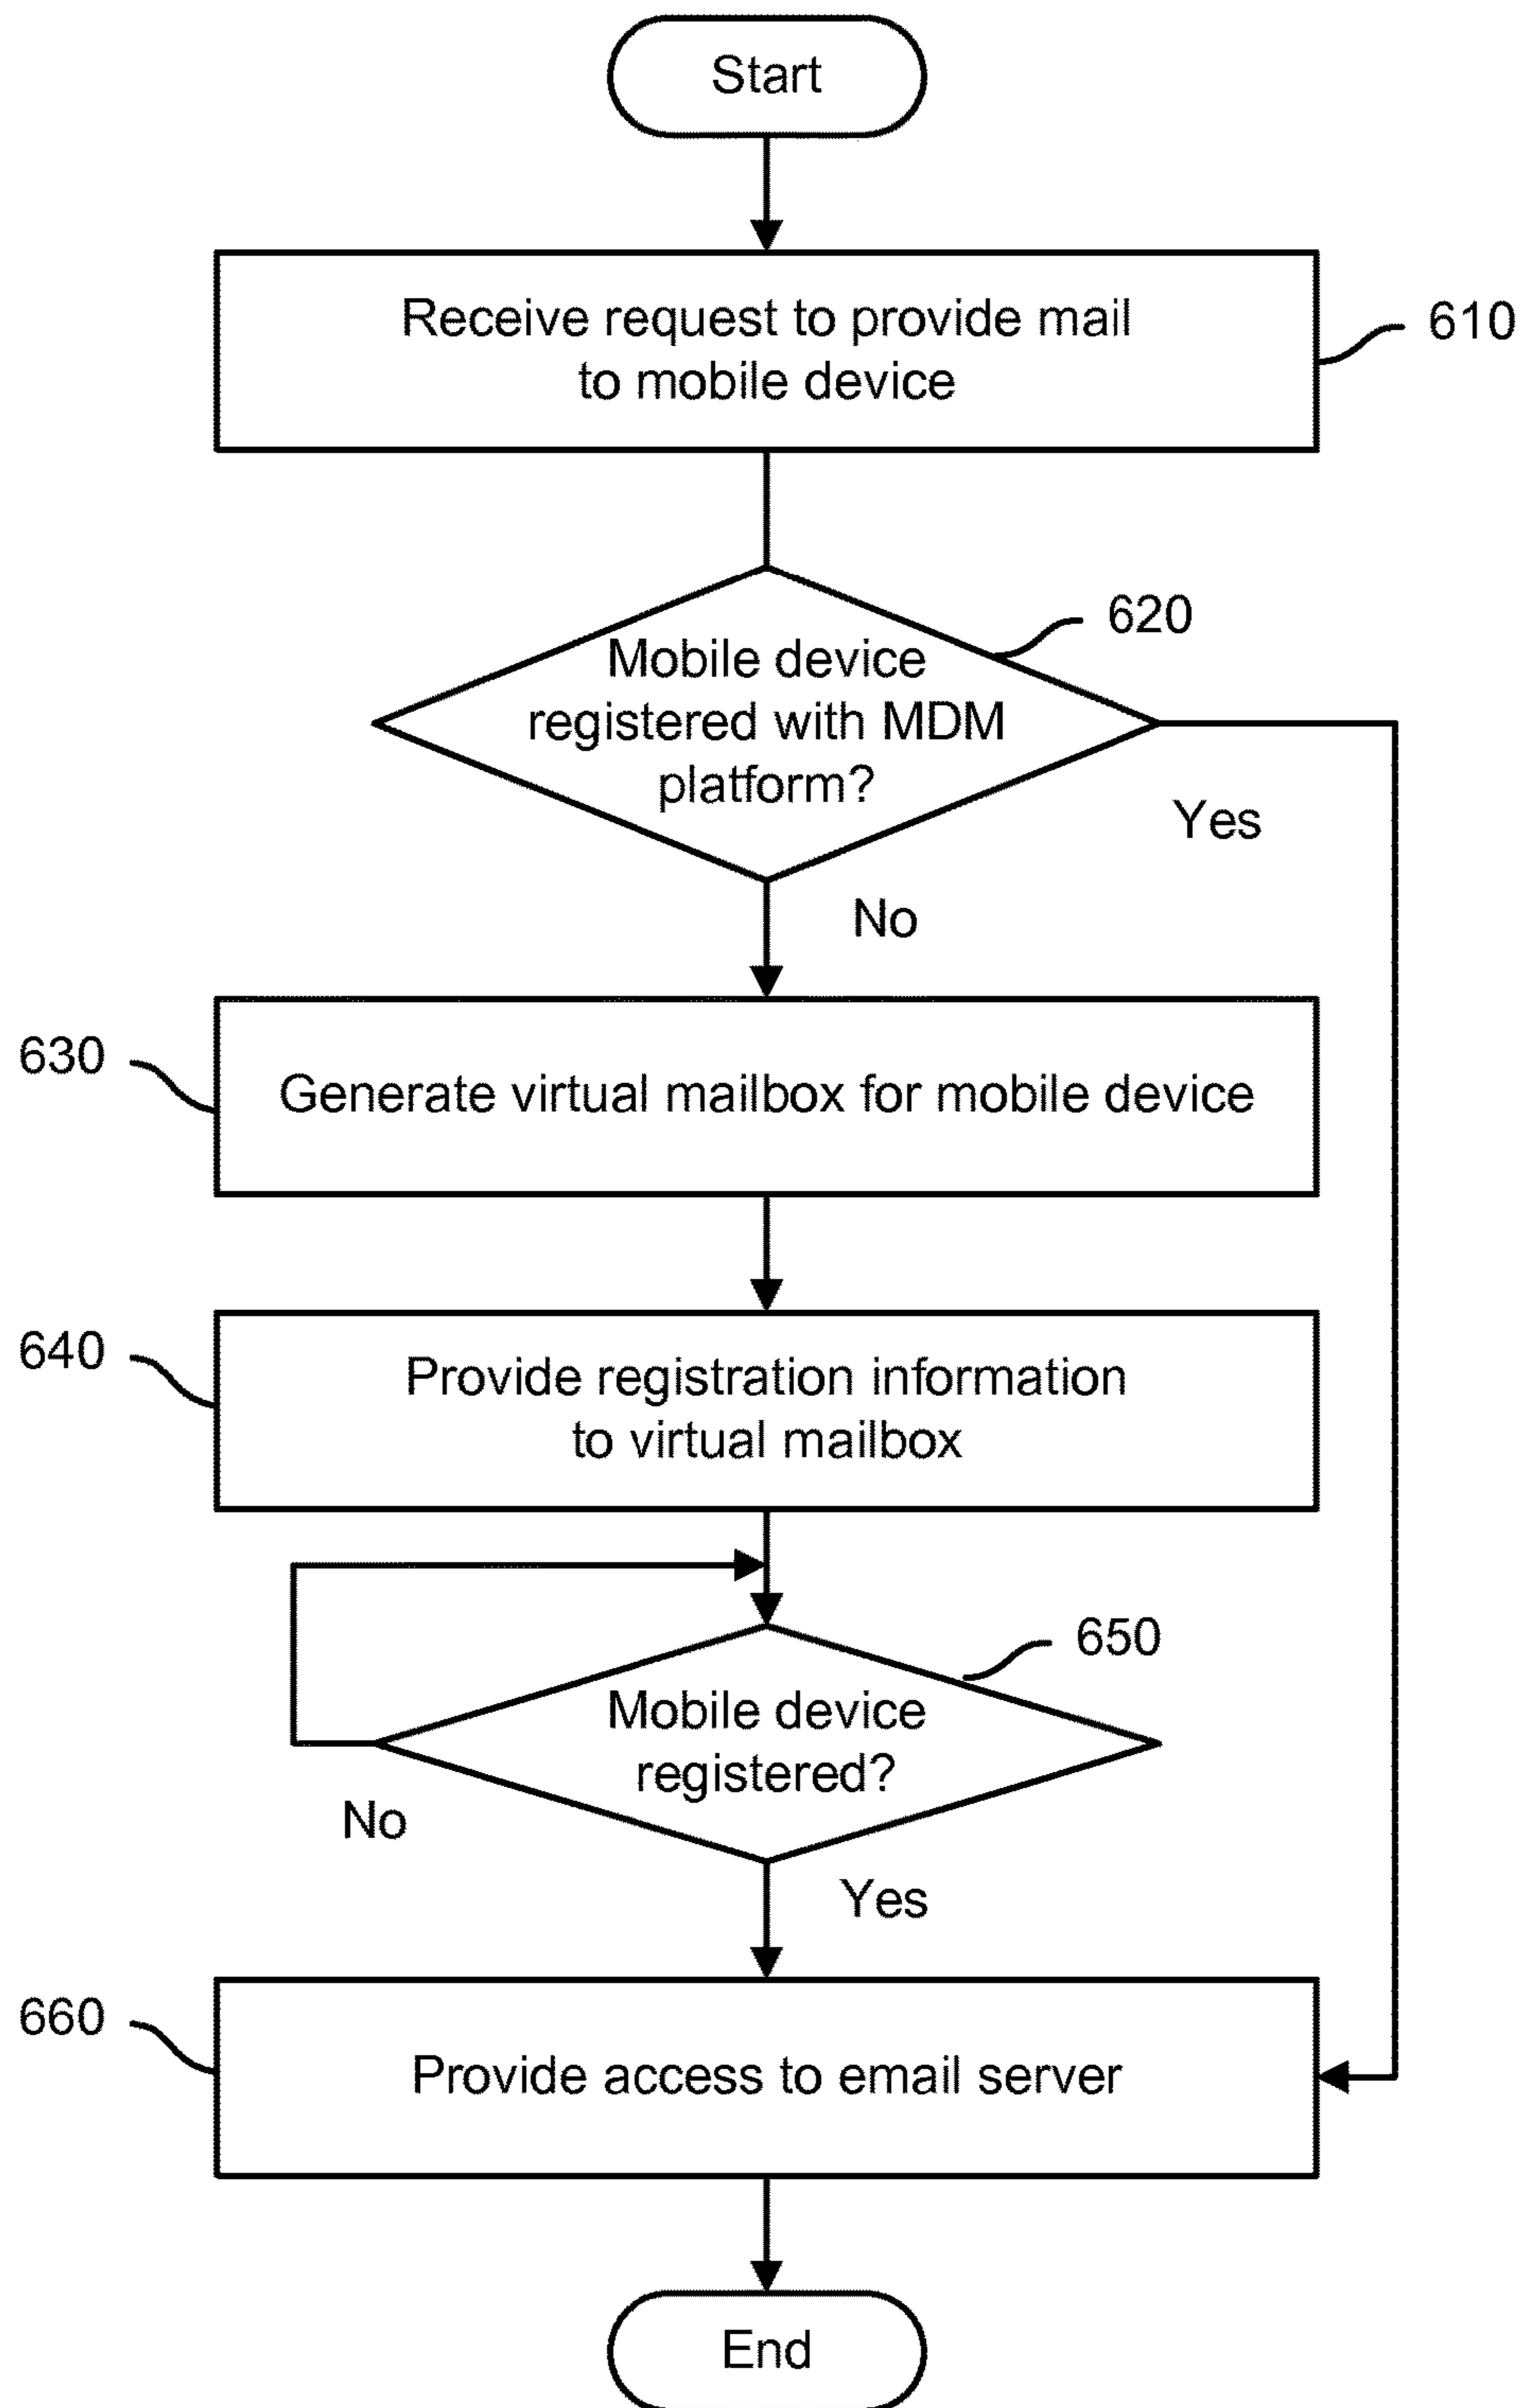 Start
Receive request to provide mail
to mobile device
610
620
Mobile device
registered with MDM
platform?
Yes
No
630
Generate virtual mailbox for mobile device
640
Provide registration information
to virtual mailbox
650
Mobile device
registered?
No
Yes
660
Provide access to email server
End